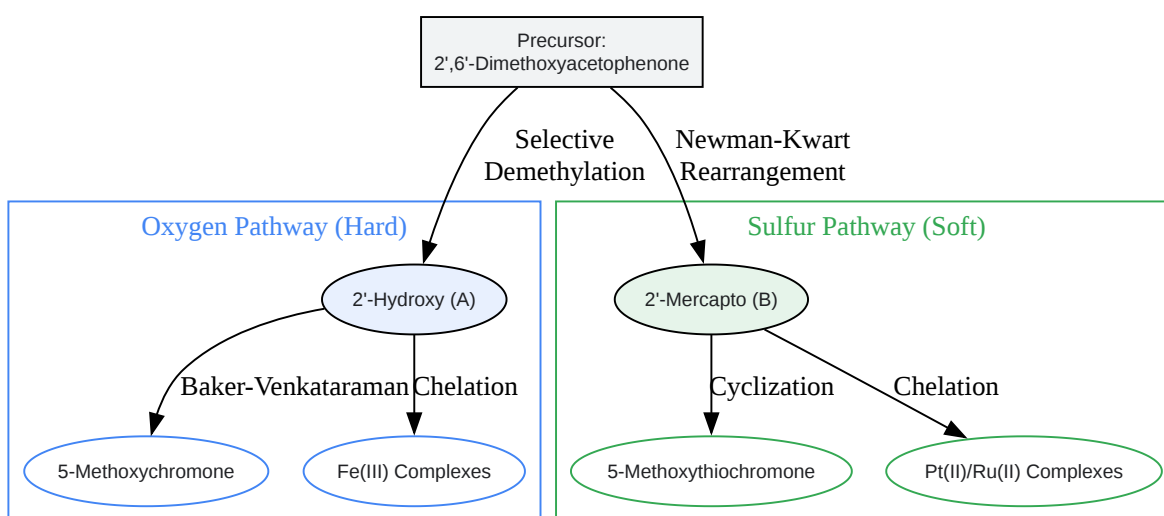 Precursor:
2',6'-Dimethoxyacetophenone
Selective
Demethylation
Newman-Kwart
Rearrangement
Oxygen Pathway (Hard)
Sulfur Pathway (Soft)
2'-Hydroxy (A)
2'-Mercapto (B)
Baker-Venkataraman
Chelation
Cyclization
Chelation
5-Methoxychromone
Fe(III) Complexes
5-Methoxythiochromone
Pt(II)/Ru(II) Complexes